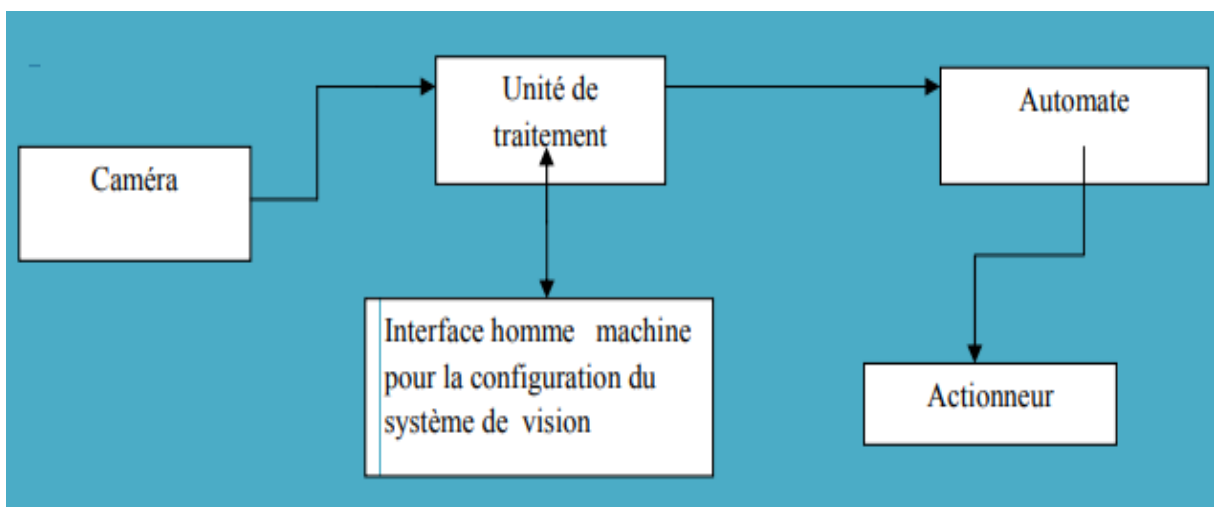 Caméra
Unité de
traitement
Automate
Interface homme machine
pour la configuration du
système de vision
Actionneur